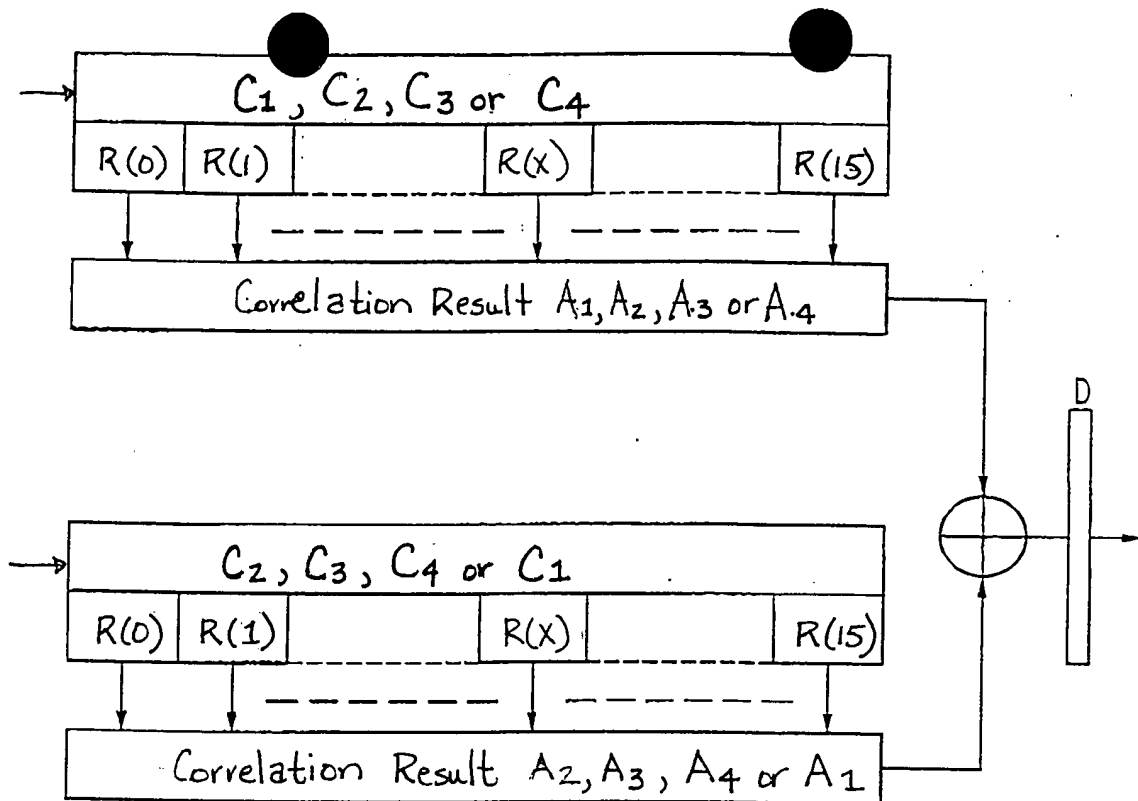 C1, C2, C3 or C4
R(0) R(1) R(x) R(15)
Correlation Result A1, A2, A3 or A4
D
C2, C3, C4 or C1
R(0) R(1) R(x) R(15)
Correlation Result A2, A3, A4 or A1